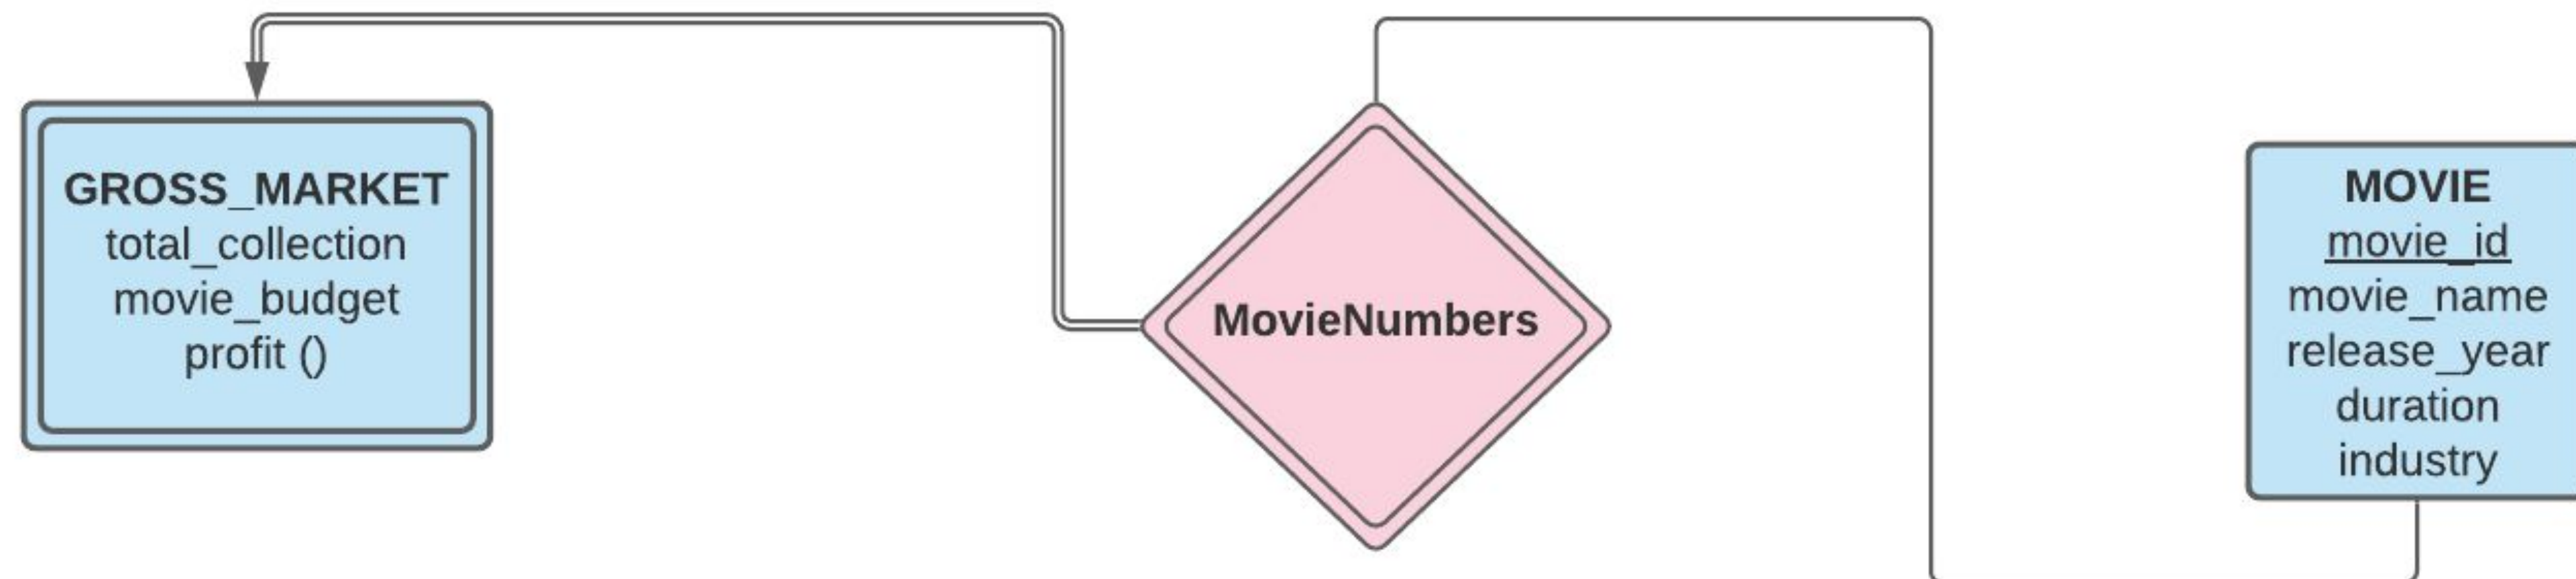 GROSS_MARKET
total_collection
movie_budget
profit ()
MovieNumbers
MOVIE
movie_id
movie_name
release_year
duration
industry